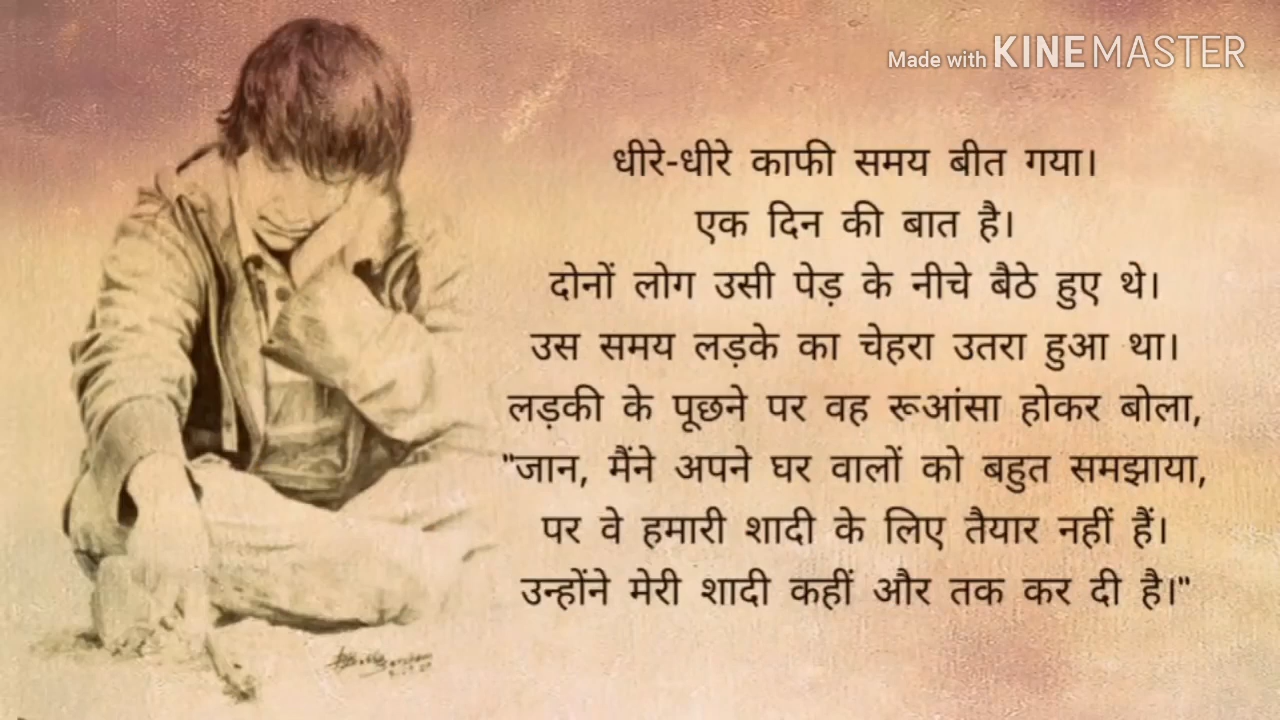 Made with KINEMASTER
धीरे-धीरे काफी समय बीत गया।
एक दिन की बात है।
दोनों लोग उसी पेड़ के नीचे बैठे हुए थे।
उस समय लड़के का चेहरा उतरा हुआ था।
लड़की के पूछने पर वह रूआंसा होकर बोला,
"जान, मैंने अपने घर वालों को बहुत समझाया,
पर वे हमारी शादी के लिए तैयार नहीं हैं।
उन्होंने मेरी शादी कहीं और तक कर दी है।"